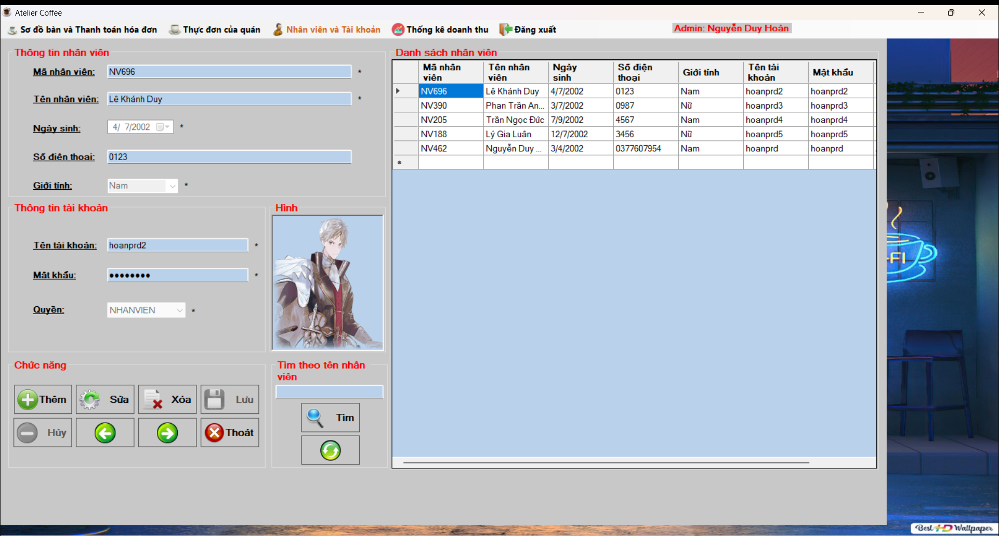 Atelier Coffee
Sơ đồ bàn và Thanh toán hóa đơn Thực đơn của quán Nhân viên và Tài khoản Thống kê doanh thu Đăng xuất Admin: Nguyễn Duy Hoàn
Thông tin nhân viên
Mã nhân viên: NV696 *
Tên nhân viên: Lê Khánh Duy *
Ngày sinh: 4/ 7/2002 *
Số điện thoại: 0123
Giới tính: Nam *
Thông tin tài khoản
Tên tài khoản: hoanprd2 *
Mật khẩu: ●●●●●●●● *
Quyền: NHANVIEN *
Hình
Chức năng
Thêm Sửa Xóa Lưu
Hủy Thoát
Tìm theo tên nhân
viên
Tìm
Danh sách nhân viên
Mã nhân viên Tên nhân viên Ngày sinh Số điện thoại Giới tính Tên tài khoản Mật khẩu
NV696 Lê Khánh Duy 4/7/2002 0123 Nam hoanprd2 hoanprd2
NV390 Phan Trần An... 3/7/2002 0987 Nữ hoanprd3 hoanprd3
NV205 Trần Ngọc Đức 7/9/2002 4567 Nam hoanprd4 hoanprd4
NV188 Lý Gia Luân 12/7/2002 3456 Nữ hoanprd5 hoanprd5
NV462 Nguyễn Duy ... 3/4/2002 0377607954 Nam hoanprd hoanprd
-FI
Best HD Wallpaper